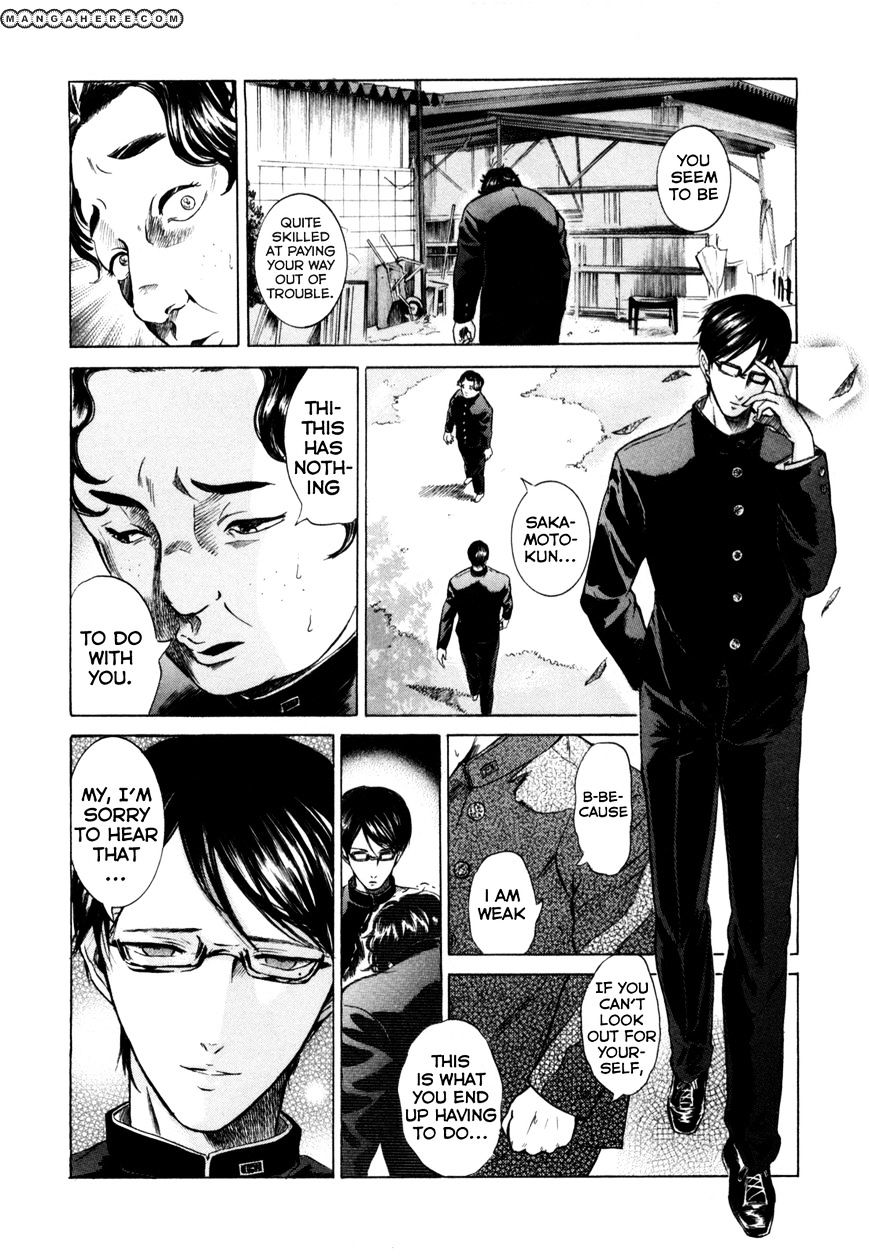 MANGAHERE.COM
YOU
SEEM
TO BE
QUITE
SKILLED
AT PAYING
YOUR WAY
OUT OF
TROUBLE.
SAKA-
MOTO-
KUN...
THI-
THIS
HAS
NOTH-
ING
TO DO
WITH
YOU.
B-BE-
CAUSE
I AM
WEAK
IF YOU
CAN'T
LOOK
OUT FOR
YOUR-
SELF,
THIS
IS WHAT
YOU END
UP HAVING
TO DO...
MY, I'M
SORRY
TO HEAR
THAT
...